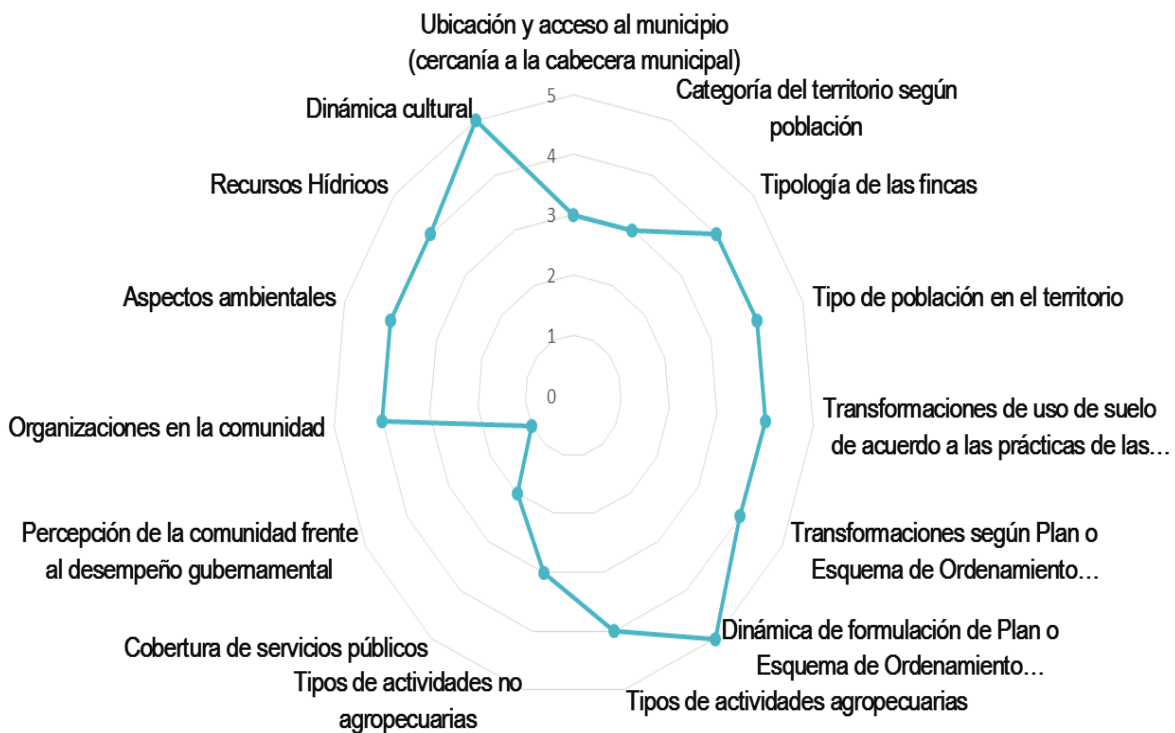 Ubicación y acceso al municipio
(cercanía a la cabecera municipal)
Categoría del territorio según
población
Tipología de las fincas
Tipo de población en el territorio
Transformaciones de uso de suelo
de acuerdo a las prácticas de las…
Transformaciones según Plan o
Esquema de Ordenamiento…
Dinámica de formulación de Plan o
Esquema de Ordenamiento…
Tipos de actividades agropecuarias
Tipos de actividades no
agropecuarias
Cobertura de servicios públicos
Percepción de la comunidad frente
al desempeño gubernamental
Organizaciones en la comunidad
Aspectos ambientales
Recursos Hídricos
Dinámica cultural
5
4
3
2
1
0